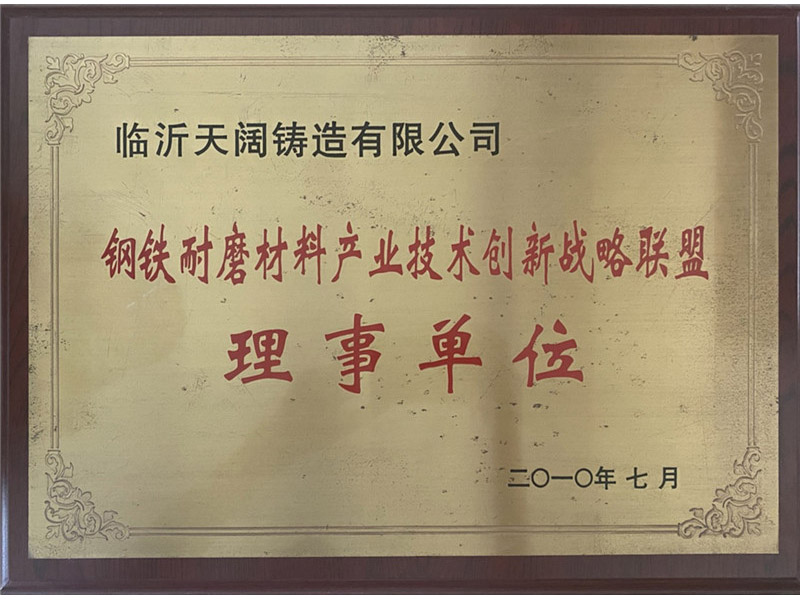 临沂天阔铸造有限公司
钢铁耐磨材料产业技术创新战略联盟
理事单位
二〇一〇年七月